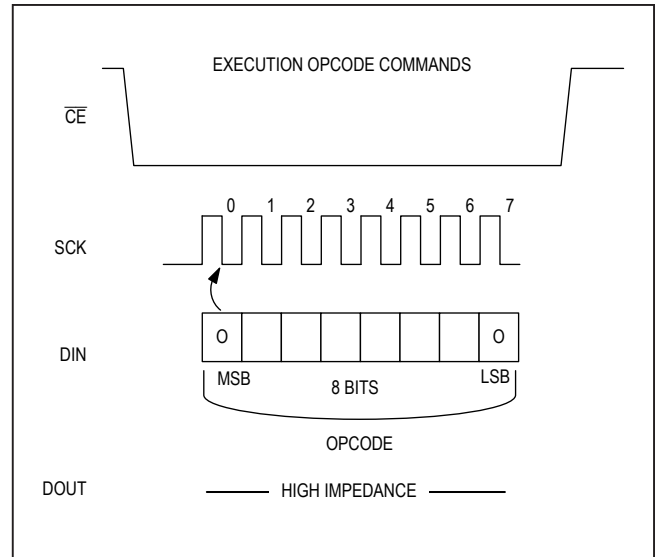 EXECUTION OPCODE COMMANDS
CE
0 1 2 3 4 5 6 7
SCK
DIN
O O
MSB 8 BITS LSB
OPCODE
DOUT HIGH IMPEDANCE